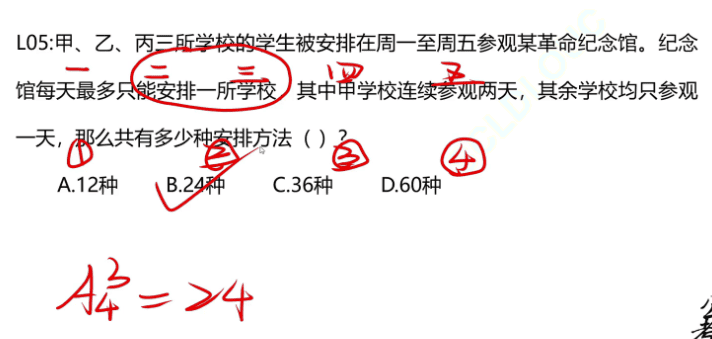 L05:甲、乙、丙三所学校的学生被安排在周一至周五参观某革命纪念馆。纪念
一 二 三 四 五
馆每天最多只能安排一所学校，其中甲学校连续参观两天，其余学校均只参观
一天，那么共有多少种安排方法（ ）？
① ② ③ ④
A.12种 B.24种 C.36种 D.60种
A₄³=24